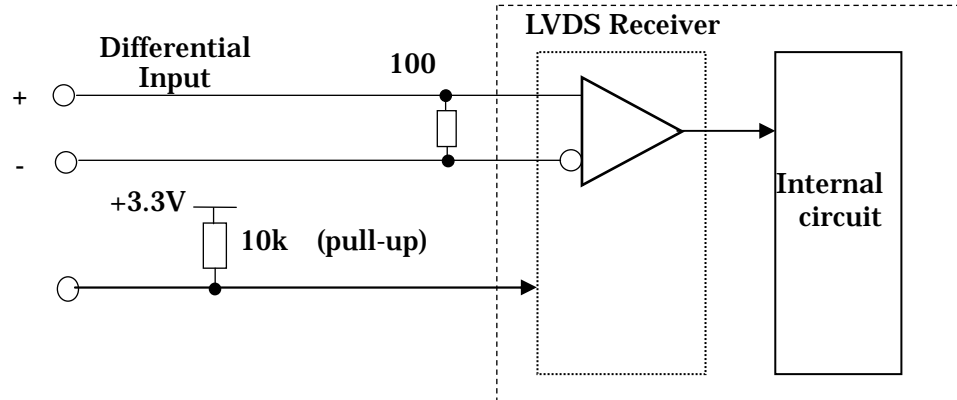 LVDS Receiver
Differential
Input
100
+
-
+3.3V
10k (pull-up)
Internal
circuit